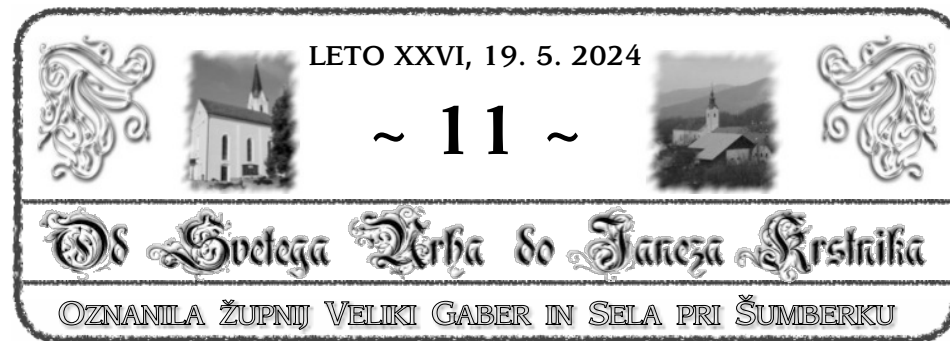 LETO XXVI, 19. 5. 2024
~ 11 ~
Od Svetega Urha do Janeza Krstnika
OZNANILA ŽUPNIJ VELIKI GABER IN SELA PRI ŠUMBERKU